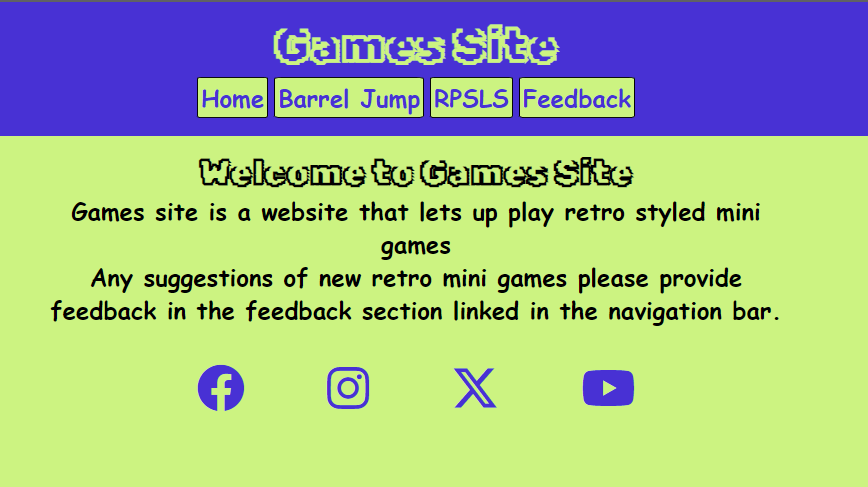 Games Site
Home Barrel Jump RPSLS Feedback
Welcome to Games Site
Games site is a website that lets up play retro styled mini
games
Any suggestions of new retro mini games please provide
feedback in the feedback section linked in the navigation bar.